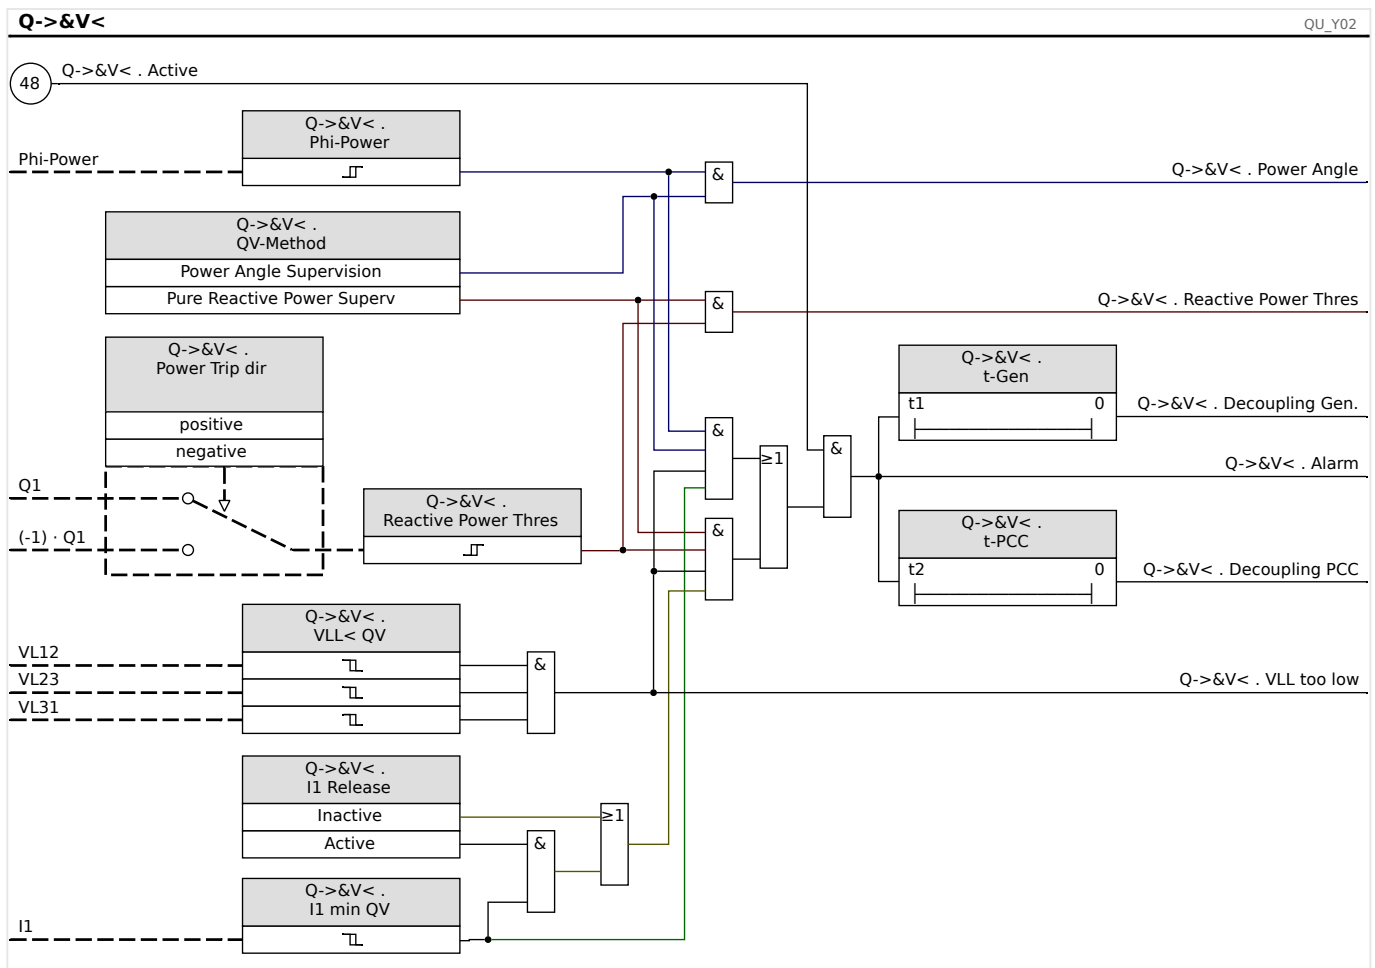 Q->&V<
QU_Y02
48
Q->&V< . Active
Q->&V< .
Phi-Power
Phi-Power
&
Q->&V< . Power Angle
Q->&V< .
QV-Method
Power Angle Supervision
Pure Reactive Power Superv
&
Q->&V< . Reactive Power Thres
Q->&V< .
Power Trip dir
positive
negative
Q->&V< .
t-Gen
t1 0
Q->&V< . Decoupling Gen.
&
≥1
&
Q->&V< . Alarm
Q1
(-1) · Q1
Q->&V< .
Reactive Power Thres
&
Q->&V< .
t-PCC
t2 0
Q->&V< . Decoupling PCC
Q->&V< .
VLL< QV
VL12
VL23
VL31
&
Q->&V< . VLL too low
Q->&V< .
I1 Release
Inactive
Active
≥1
&
Q->&V< .
I1 min QV
I1